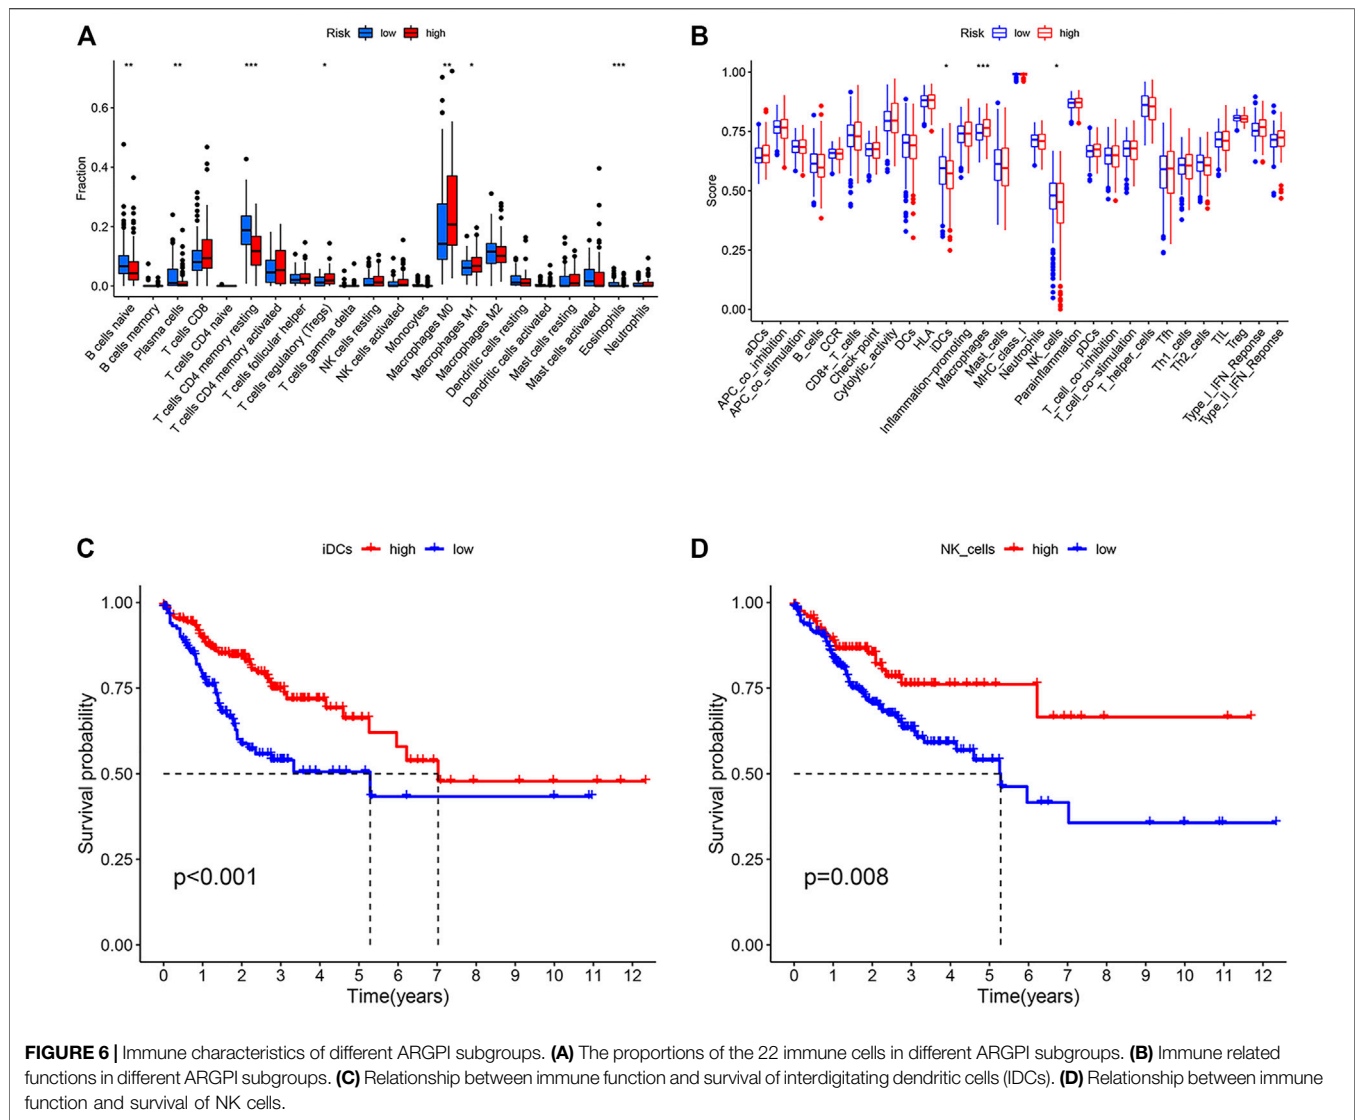 A
Risk low high
Fraction
0.6
0.4
0.2
0.0
** ** *** * ** * ***
B cells naive
B cells memory
Plasma cells
T cells CD8
T cells CD4 naive
T cells CD4 memory resting
T cells CD4 memory activated
T cells follicular helper
T cells regulatory (Tregs)
T cells gamma delta
NK cells resting
NK cells activated
Monocytes
Macrophages M0
Macrophages M1
Macrophages M2
Dendritic cells resting
Dendritic cells activated
Mast cells resting
Mast cells activated
Eosinophils
Neutrophils
B
Risk low high
Score
1.00
0.75
0.50
0.25
0.00
* *** *
aDCs
APC_co_inhibition
APC_co_stimulation
B_cells
CCR
CD8+_T_cells
Check-point
Cytolytic_activity
DCs
HLA
iDCs
Inflammation-promoting
Macrophages
Mast_cells
MHC_class_I
Neutrophils
NK_cells
Parainflammation
pDCs
T_cell_co-inhibition
T_cell_co-stimulation
T_helper_cells
Tfh
Th1_cells
Th2_cells
TIL
Treg
Type_I_IFN_Reponse
Type_II_IFN_Reponse
C
iDCs high low
Survival probability
1.00
0.75
0.50
0.25
0.00
p<0.001
0 1 2 3 4 5 6 7 8 9 10 11 12
Time(years)
D
NK_cells high low
Survival probability
1.00
0.75
0.50
0.25
0.00
p=0.008
0 1 2 3 4 5 6 7 8 9 10 11 12
Time(years)
FIGURE 6 | Immune characteristics of different ARGPI subgroups. (A) The proportions of the 22 immune cells in different ARGPI subgroups. (B) Immune related
functions in different ARGPI subgroups. (C) Relationship between immune function and survival of interdigitating dendritic cells (IDCs). (D) Relationship between immune
function and survival of NK cells.